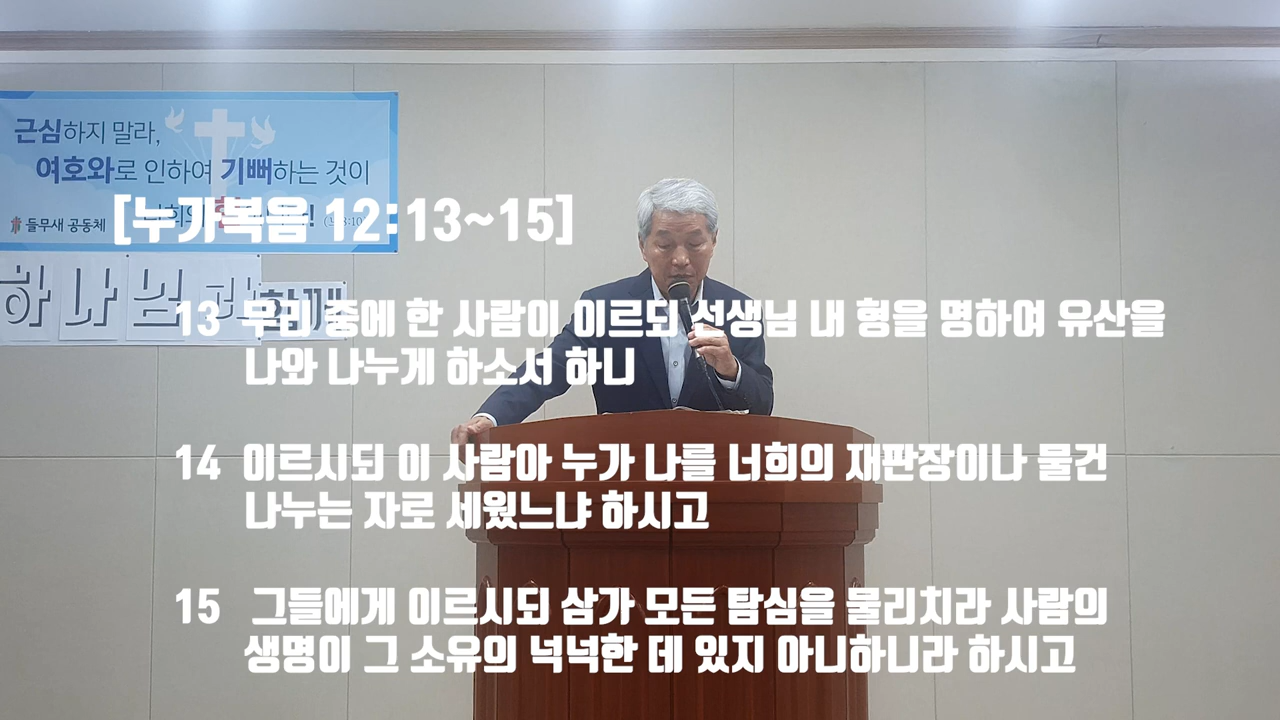 근심하지 말라,
여호와로 인하여 기뻐하는 것이
들무새 공동체
[누가복음 12:13~15]
하나님과 함께
13 무리 중에 한 사람이 이르되 선생님 내 형을 명하여 유산을
나와 나누게 하소서 하니
14 이르시되 이 사람아 누가 나를 너희의 재판장이나 물건
나누는 자로 세웠느냐 하시고
15 그들에게 이르시되 삼가 모든 탐심을 물리치라 사람의
생명이 그 소유의 넉넉한 데 있지 아니하니라 하시고